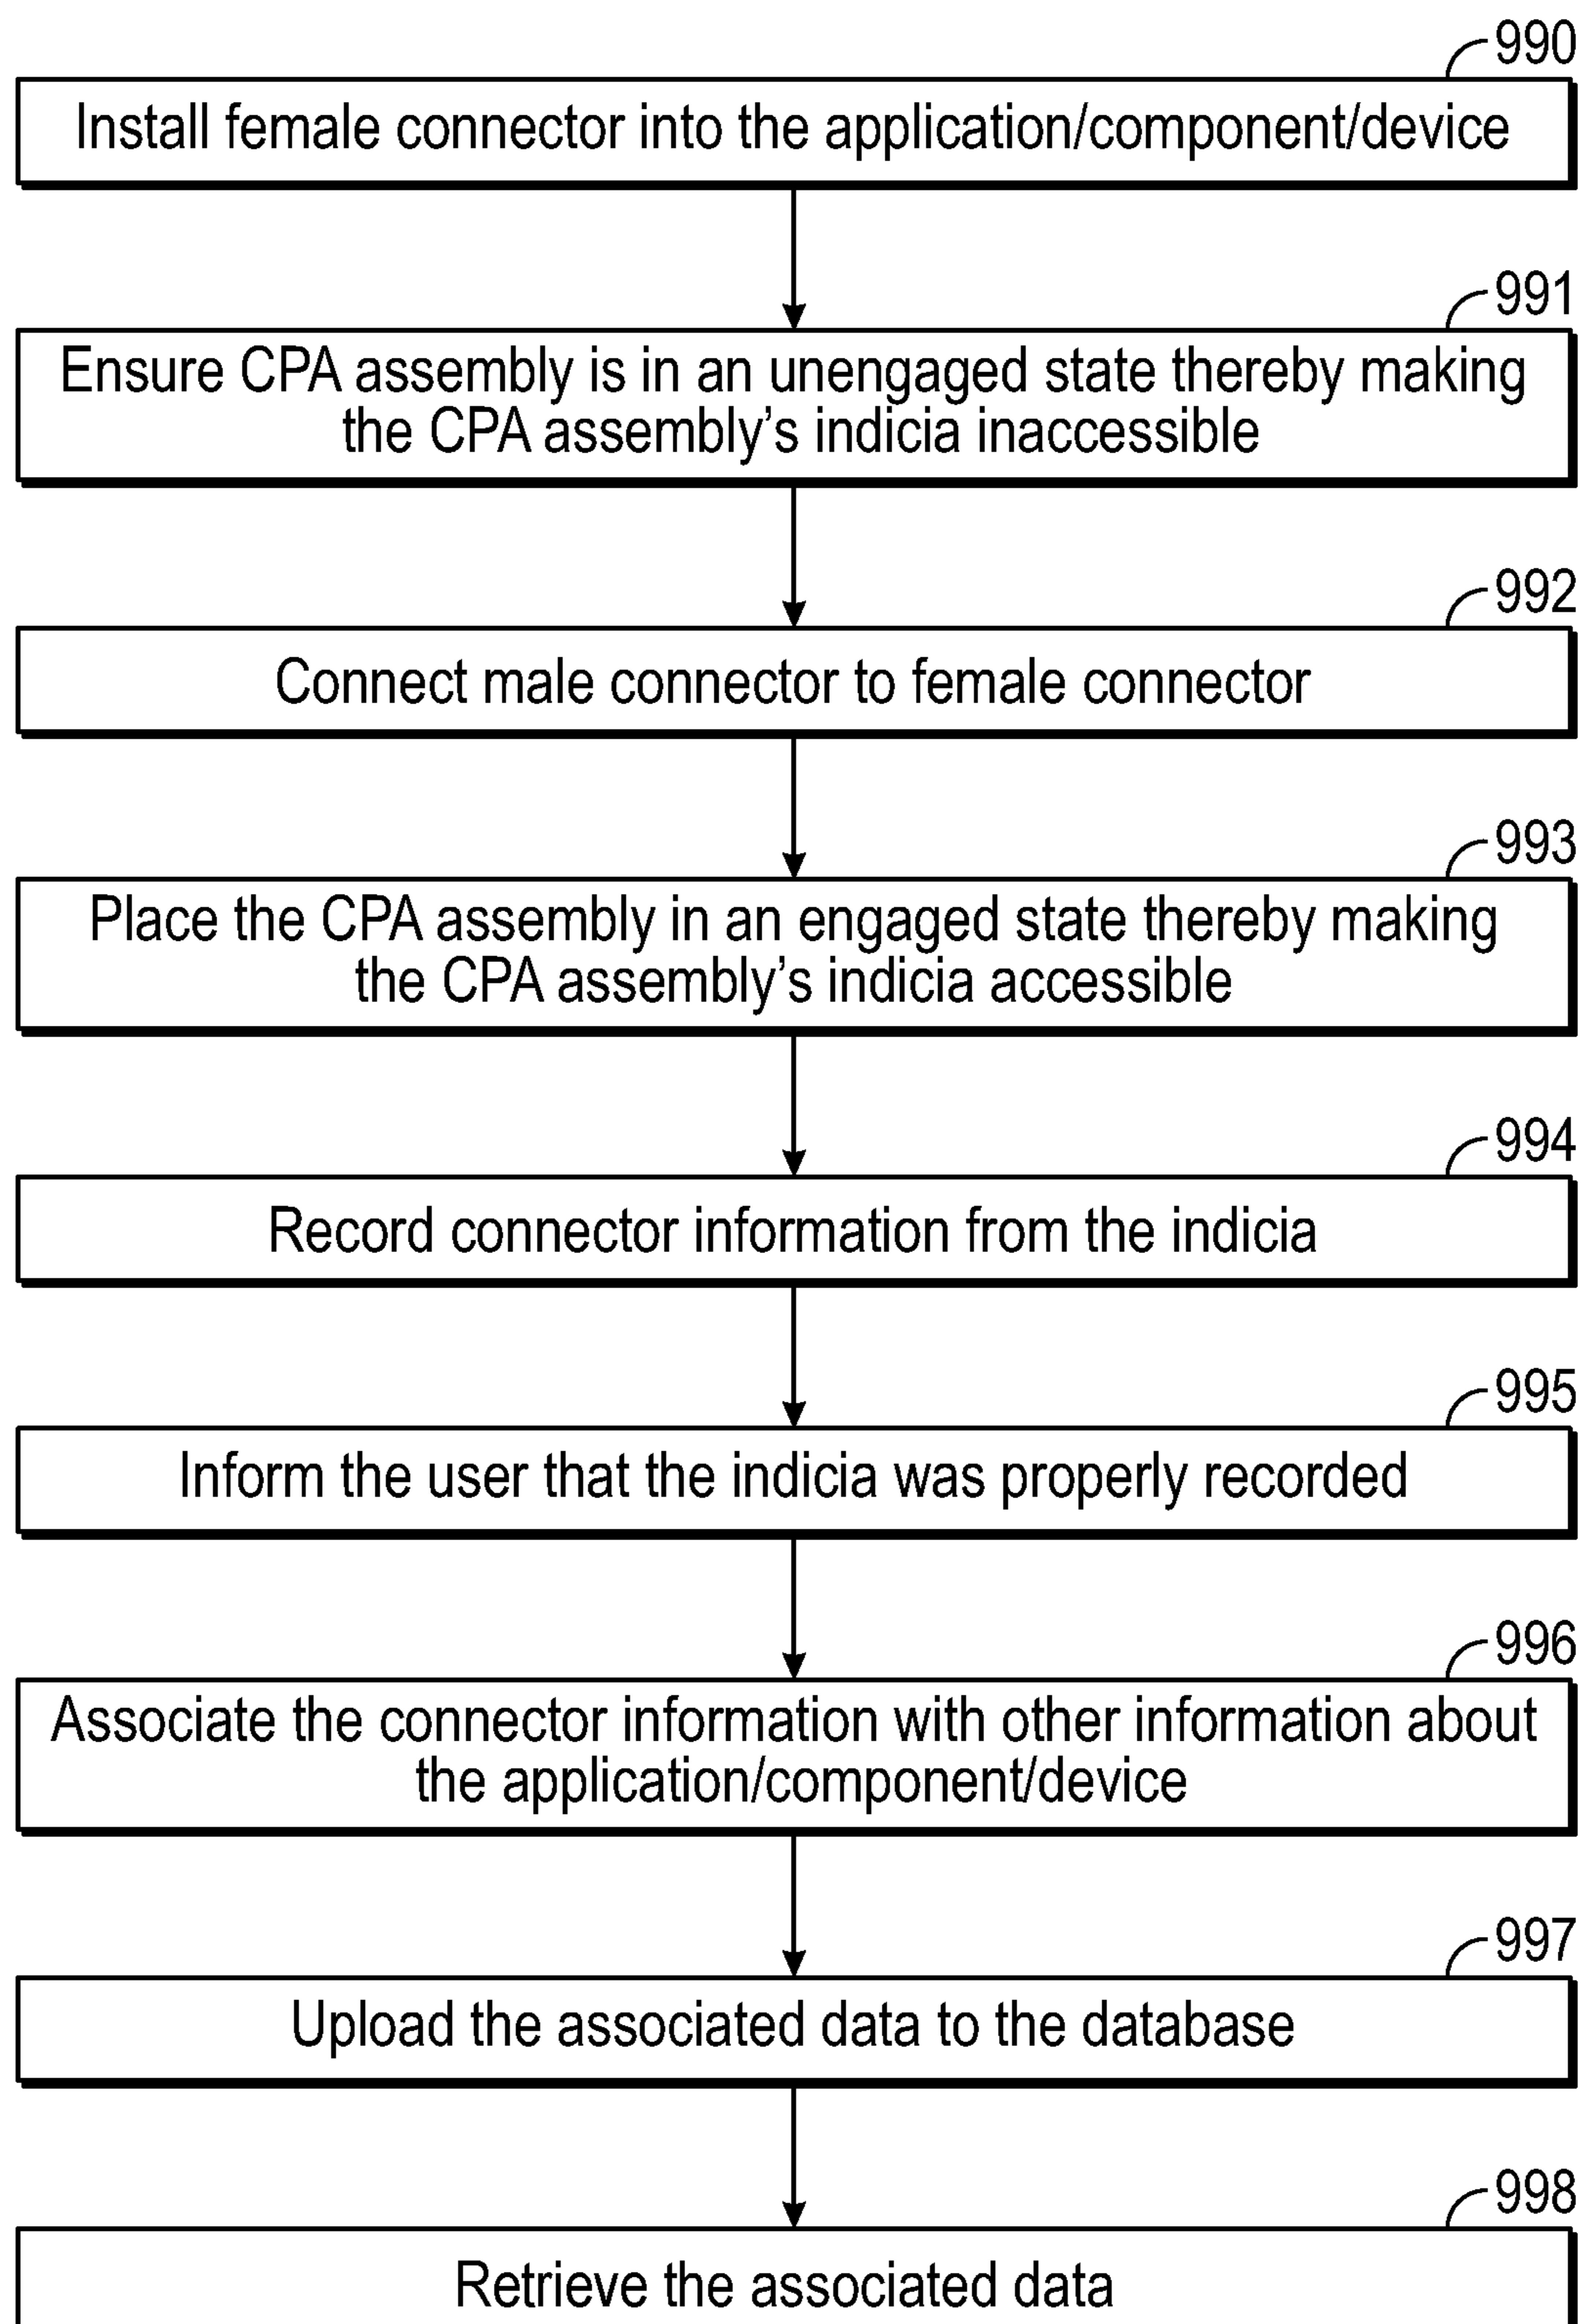 990
Install female connector into the application/component/device
991
Ensure CPA assembly is in an unengaged state thereby making
the CPA assembly’s indicia inaccessible
992
Connect male connector to female connector
993
Place the CPA assembly in an engaged state thereby making
the CPA assembly’s indicia accessible
994
Record connector information from the indicia
995
Inform the user that the indicia was properly recorded
996
Associate the connector information with other information about
the application/component/device
997
Upload the associated data to the database
998
Retrieve the associated data